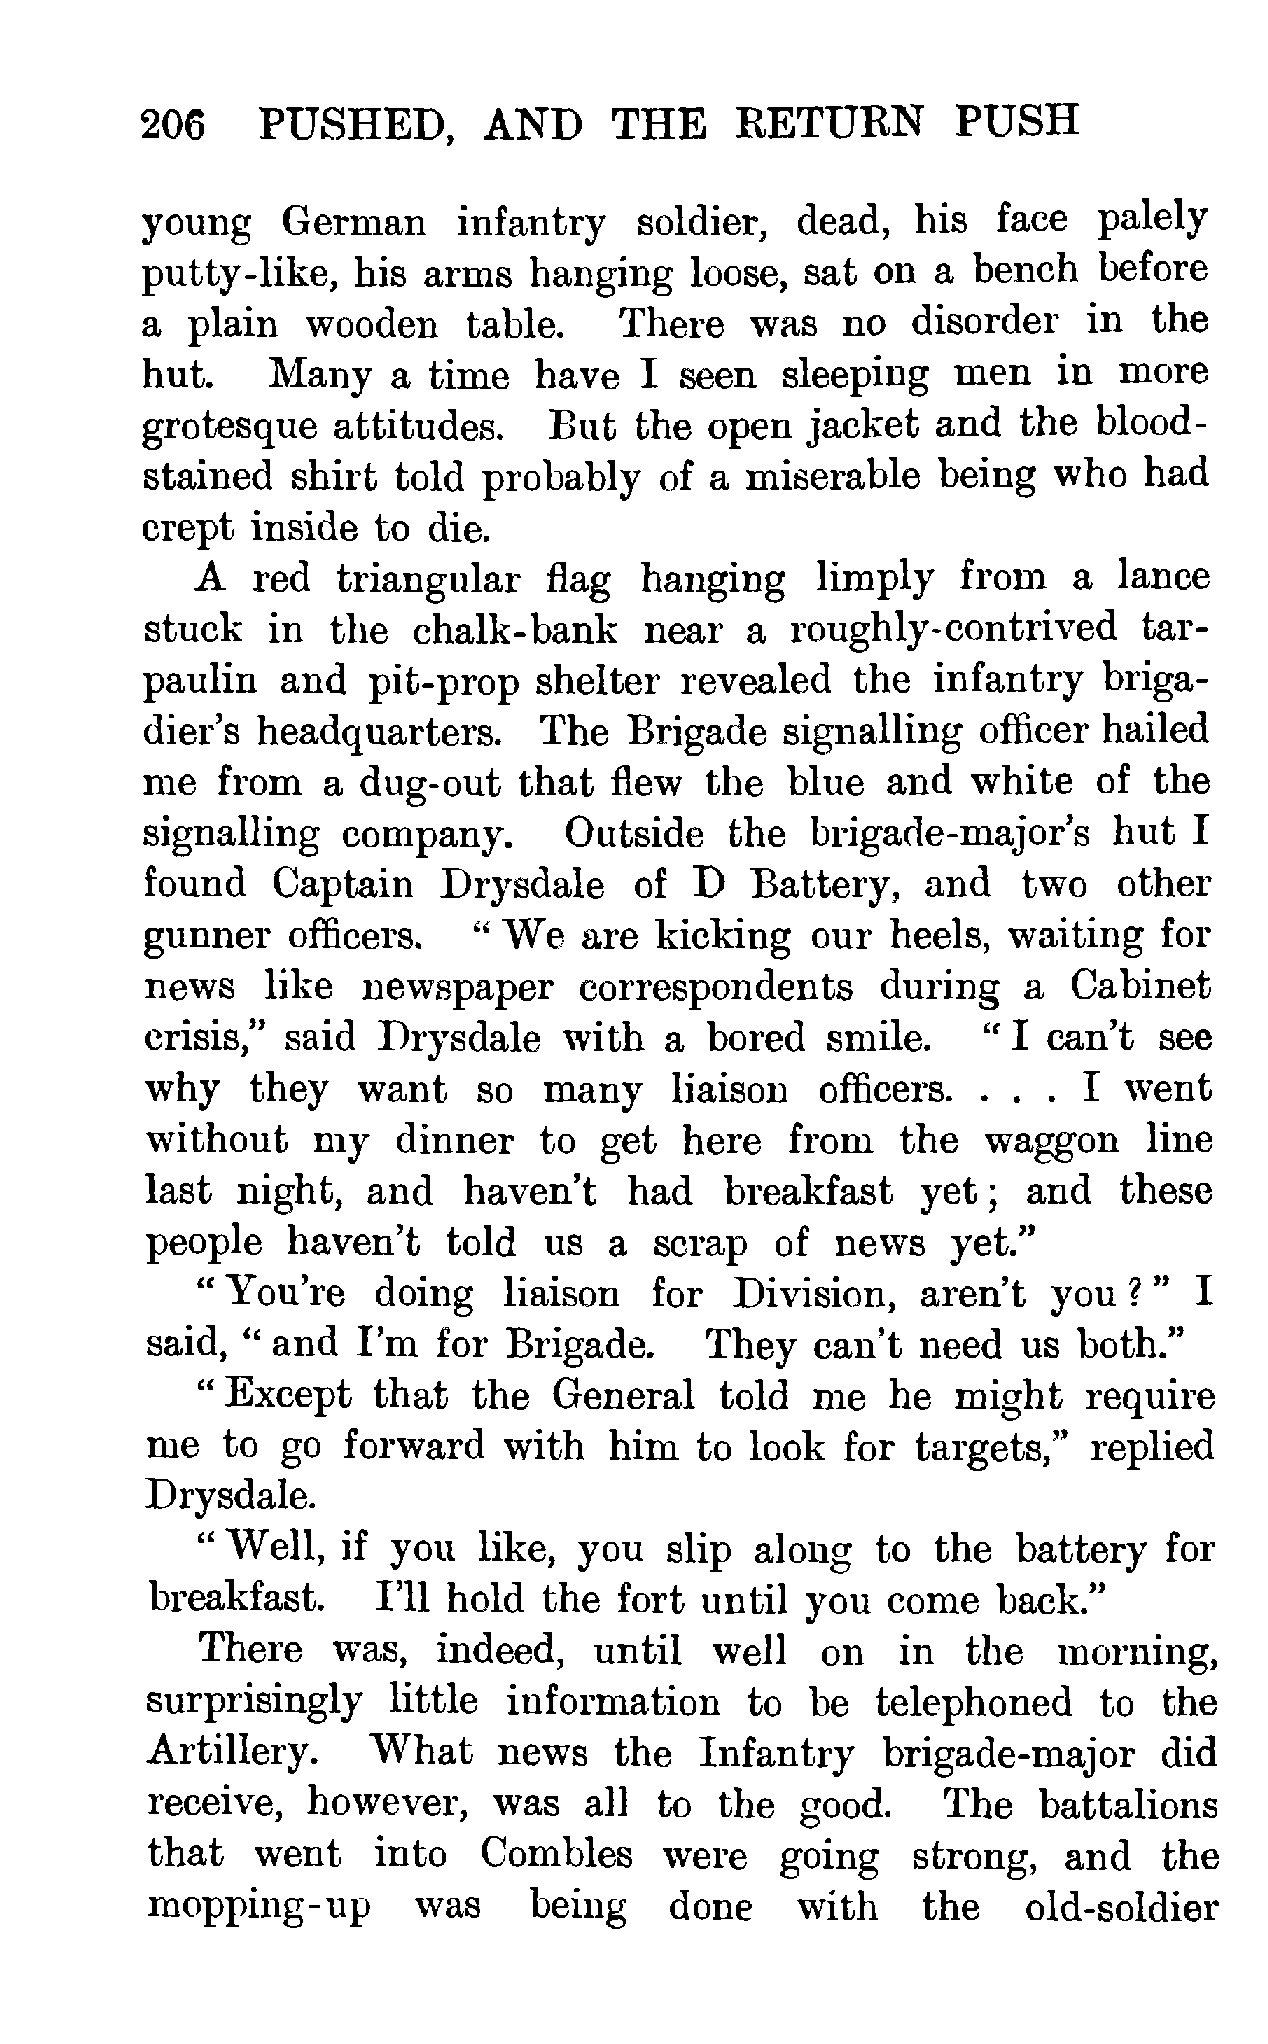 206 PUSHED, AND THE RETURN PUSH
young German infantry soldier, dead, his face palely
putty-like, his arms hanging loose, sat on a bench before
a plain wooden table. There was no disorder in the
hut. Many a time have I seen sleeping men in more
grotesque attitudes. But the open jacket and the blood-
stained shirt told probably of a miserable being who had
crept inside to die.
A red triangular flag hanging limply from a lance
stuck in the chalk-bank near a roughly-contrived tar-
paulin and pit-prop shelter revealed the infantry briga-
dier's headquarters. The Brigade signalling officer hailed
me from a dug-out that flew the blue and white of the
signalling company. Outside the brigade-major's hut I
found Captain Drysdale of D Battery, and two other
gunner officers. "We are kicking our heels, waiting for
news like newspaper correspondents during a Cabinet
crisis," said Drysdale with a bored smile. "I can't see
why they want so many liaison officers. . . . I went
without my dinner to get here from the waggon line
last night, and haven't had breakfast yet; and these
people haven't told us a scrap of news yet."
"You're doing liaison for Division, aren't you?" I
said, "and I'm for Brigade. They can't need us both."
"Except that the General told me he might require
me to go forward with him to look for targets," replied
Drysdale.
"Well, if you like, you slip along to the battery for
breakfast. I'll hold the fort until you come back."
There was, indeed, until well on in the morning,
surprisingly little information to be telephoned to the
Artillery. What news the Infantry brigade-major did
receive, however, was all to the good. The battalions
that went into Combles were going strong, and the
mopping-up was being done with the old-soldier